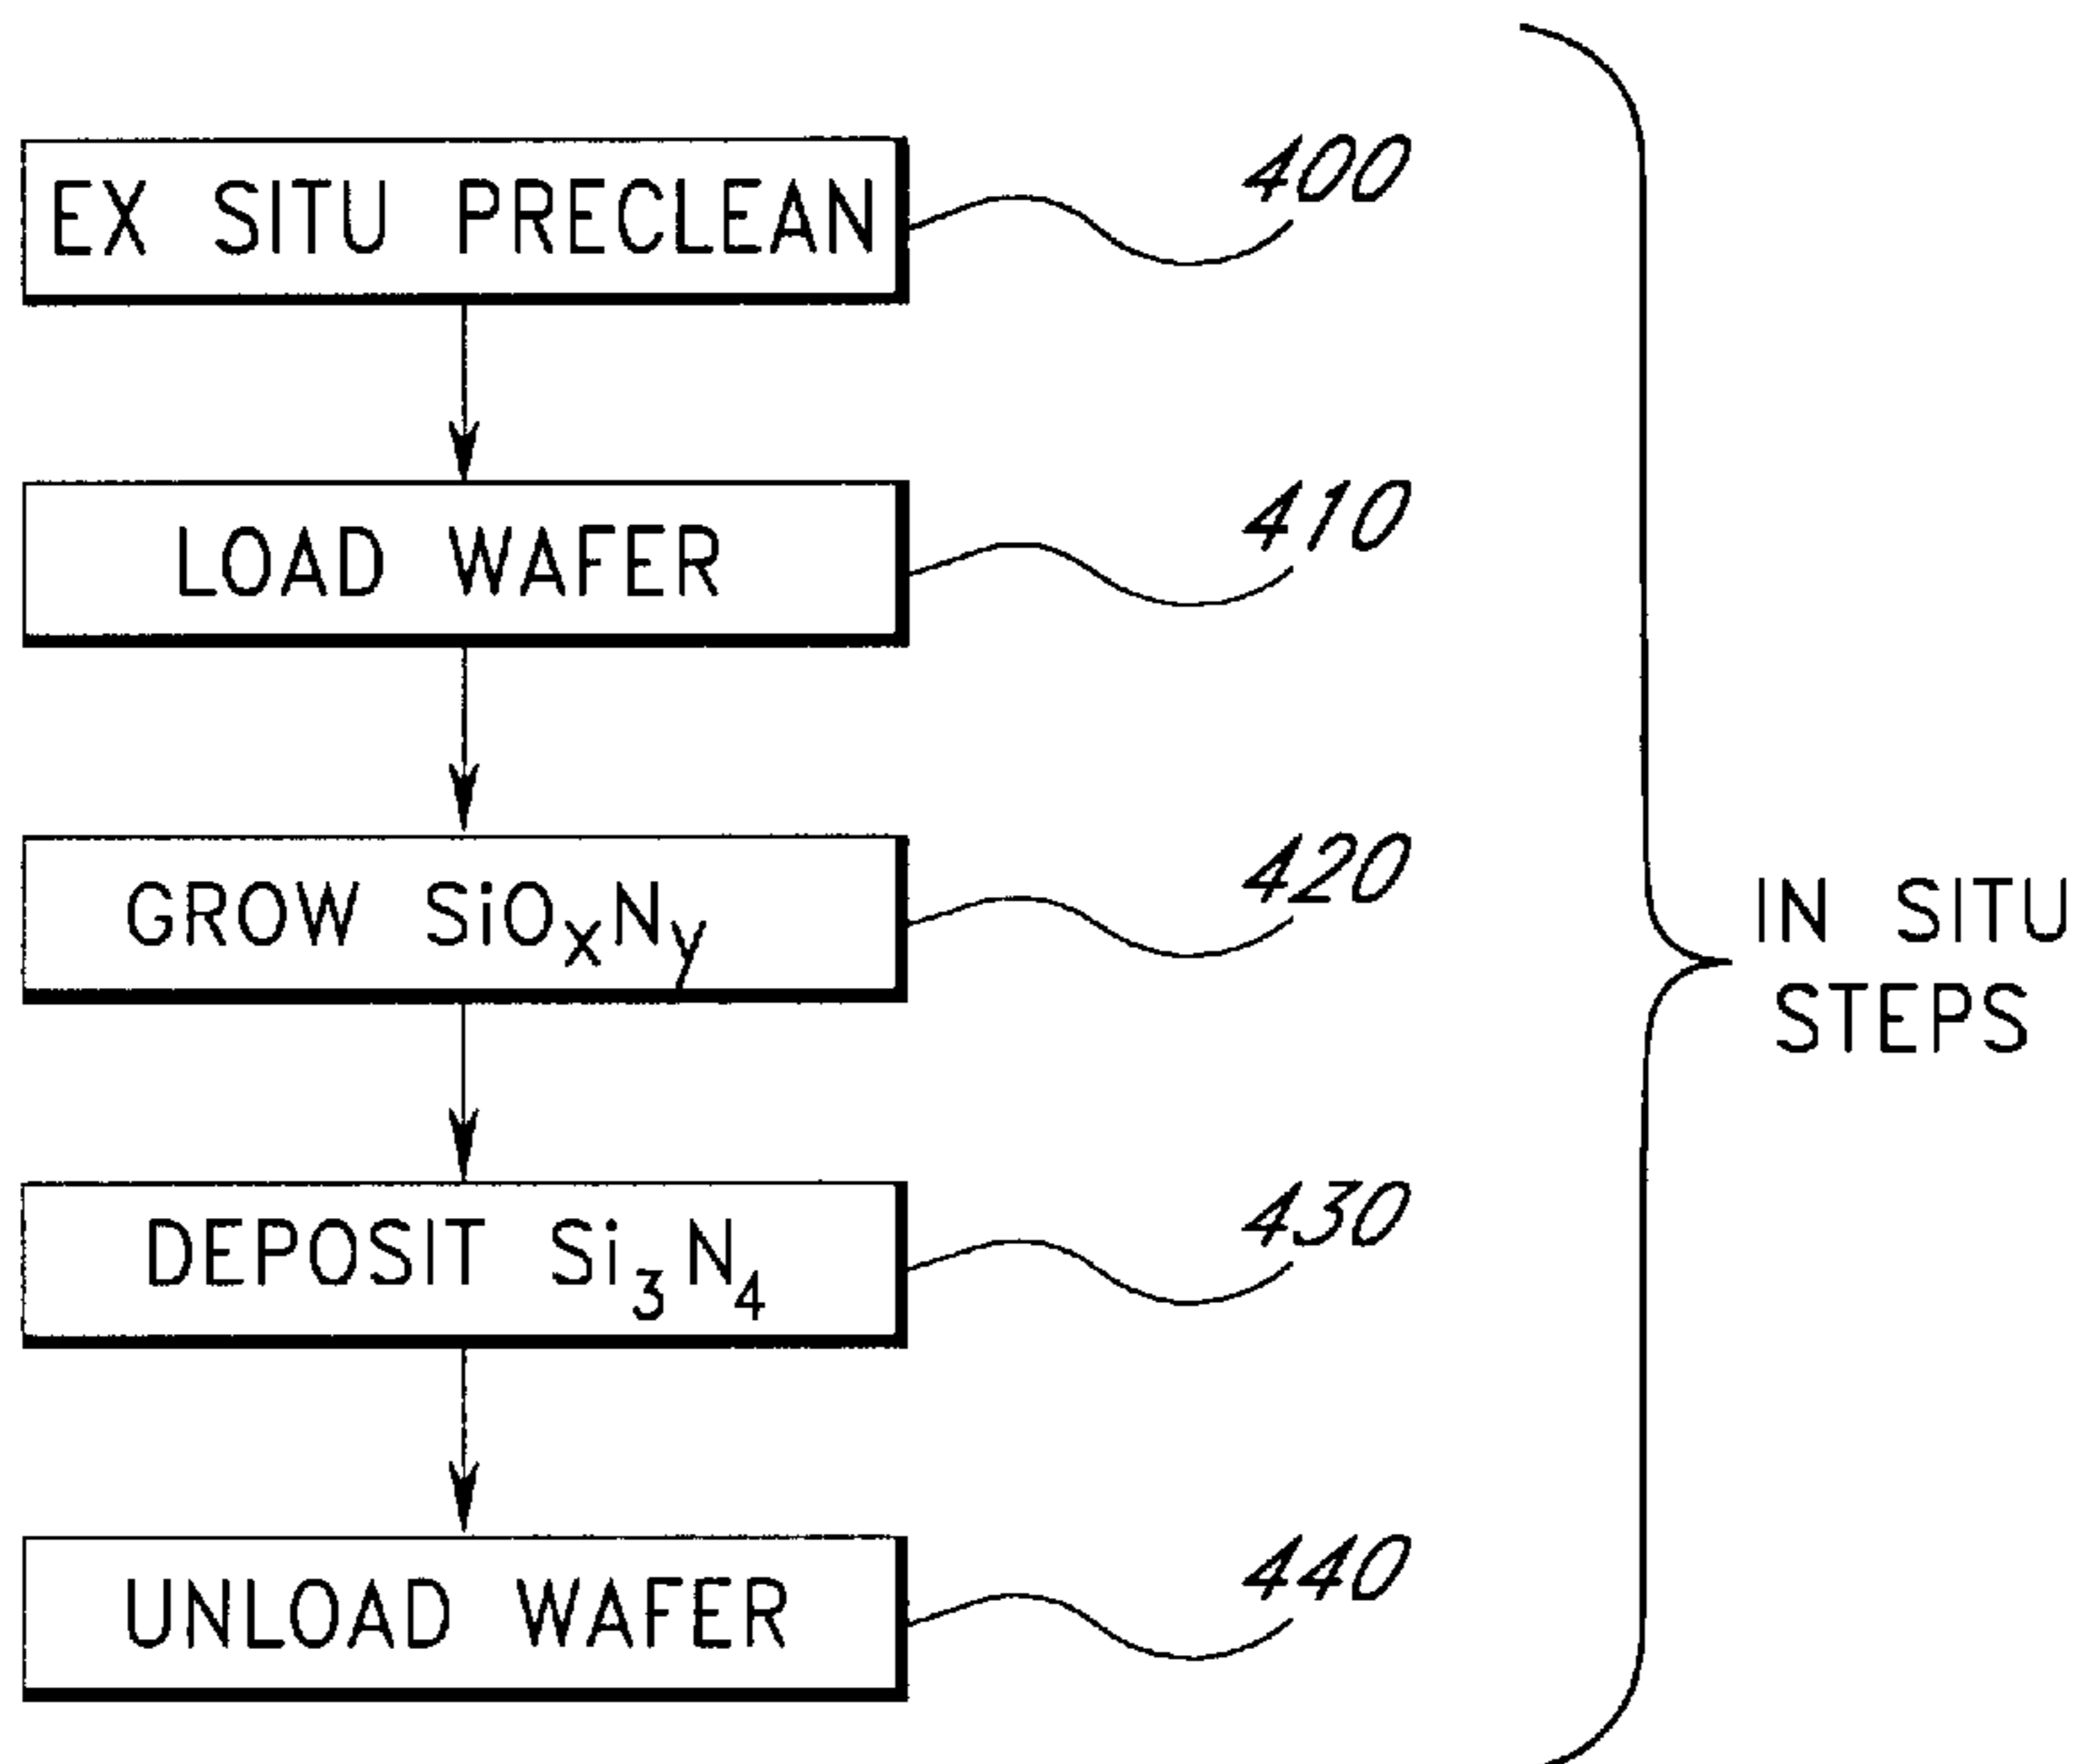 EX SITU PRECLEAN
400
LOAD WAFER
410
GROW SiOxNy
420
IN SITU
STEPS
DEPOSIT Si3N4
430
UNLOAD WAFER
440